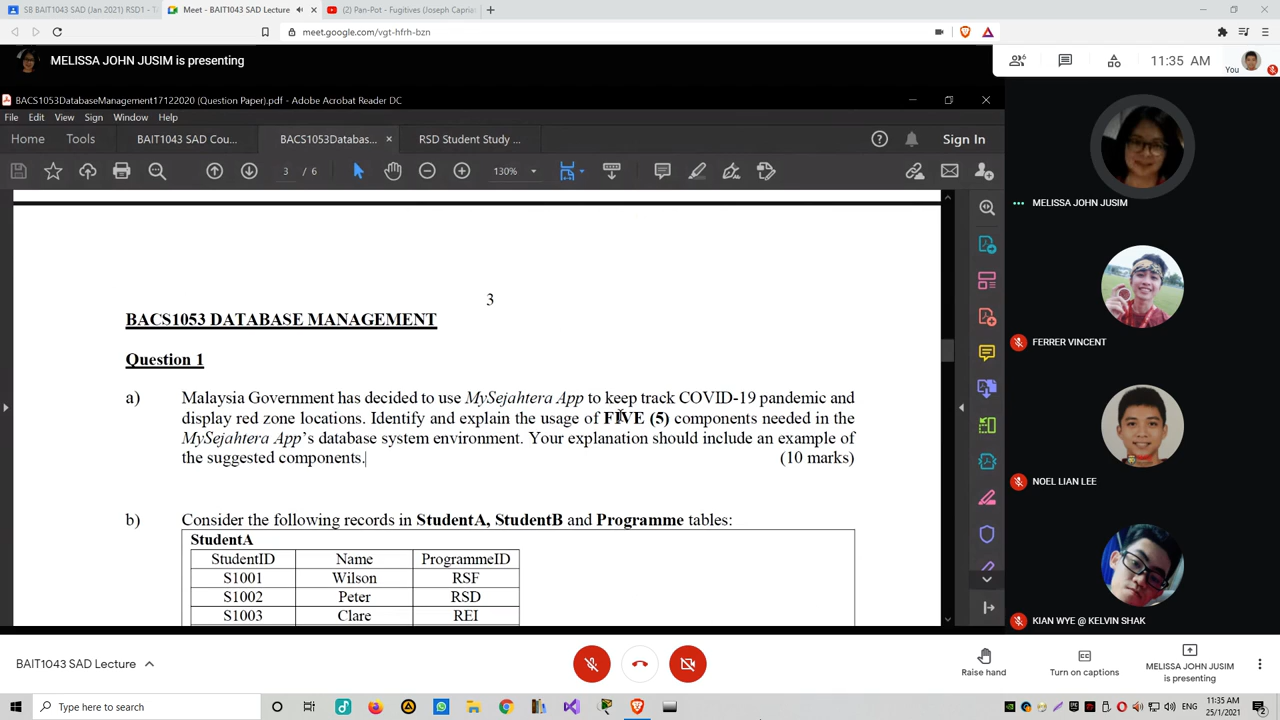 SB BAIT1043 SAD (Jan 2021) RSD1 - T
Meet - BAIT1043 SAD Lecture
(2) Pan-Pot - Fugitives (Joseph Capriat
meet.google.com/vgt-hfrh-bzn
MELISSA JOHN JUSIM is presenting
6
11:35 AM
You
BACS1053DatabaseManagement17122020 (Question Paper).pdf - Adobe Acrobat Reader DC
File Edit View Sign Window Help
Home Tools BAIT1043 SAD Cou... BACS1053Databas... RSD Student Study ... Sign In
3 / 6 130%
3
BACS1053 DATABASE MANAGEMENT
Question 1
a) Malaysia Government has decided to use MySejahtera App to keep track COVID-19 pandemic and
display red zone locations. Identify and explain the usage of FIVE (5) components needed in the
MySejahtera App's database system environment. Your explanation should include an example of
the suggested components. (10 marks)
b) Consider the following records in StudentA, StudentB and Programme tables:
StudentA
StudentID Name ProgrammeID
S1001 Wilson RSF
S1002 Peter RSD
S1003 Clare REI
MELISSA JOHN JUSIM
FERRER VINCENT
NOEL LIAN LEE
KIAN WYE @ KELVIN SHAK
BAIT1043 SAD Lecture
Raise hand
Turn on captions
MELISSA JOHN JUSIM
is presenting
Type here to search
ENG
11:35 AM
25/1/2021
2